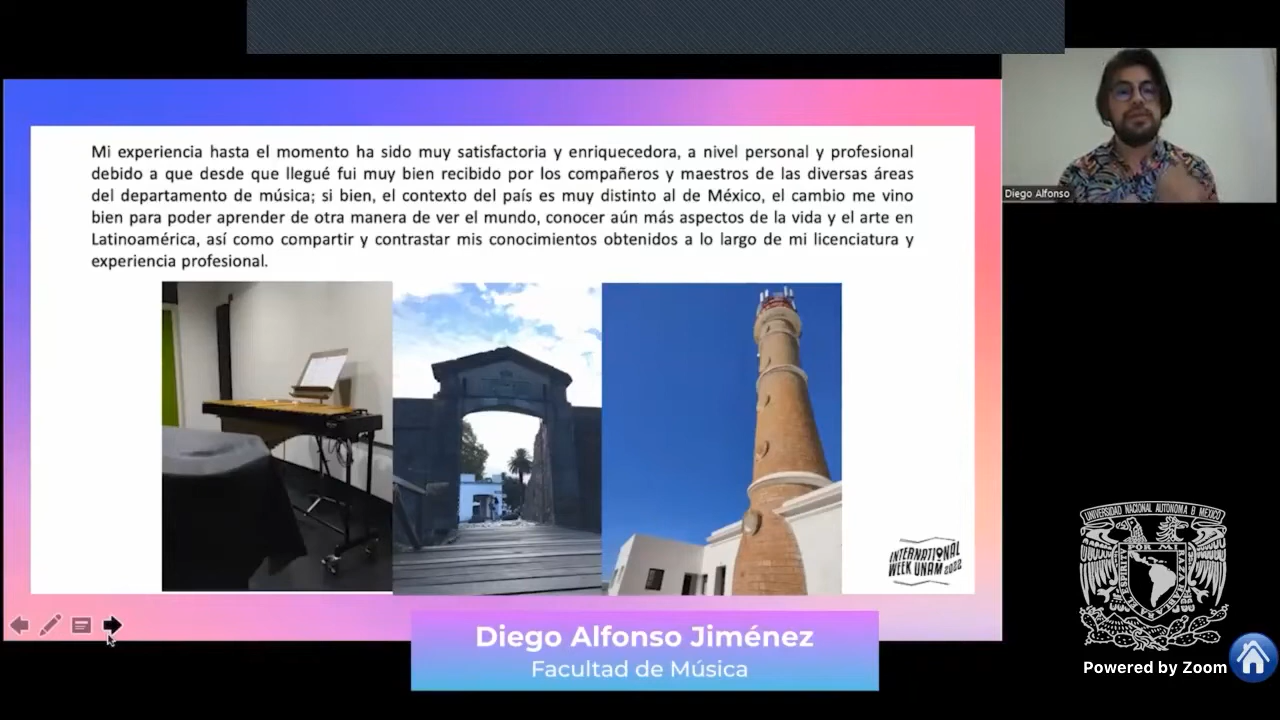 Mi experiencia hasta el momento ha sido muy satisfactoria y enriquecedora, a nivel personal y profesional
debido a que desde que llegué fui muy bien recibido por los compañeros y maestros de las diversas áreas
del departamento de música; si bien, el contexto del país es muy distinto al de México, el cambio me vino
bien para poder aprender de otra manera de ver el mundo, conocer aún más aspectos de la vida y el arte en
Latinoamérica, así como compartir y contrastar mis conocimientos obtenidos a lo largo de mi licenciatura y
experiencia profesional.
Diego Alfonso
INTERNATIONAL
WEEK UNAM 2022
UNIVERSIDAD NACIONAL AUTONOMA D MEXICO
POR MI
Diego Alfonso Jiménez
Facultad de Música
Powered by Zoom